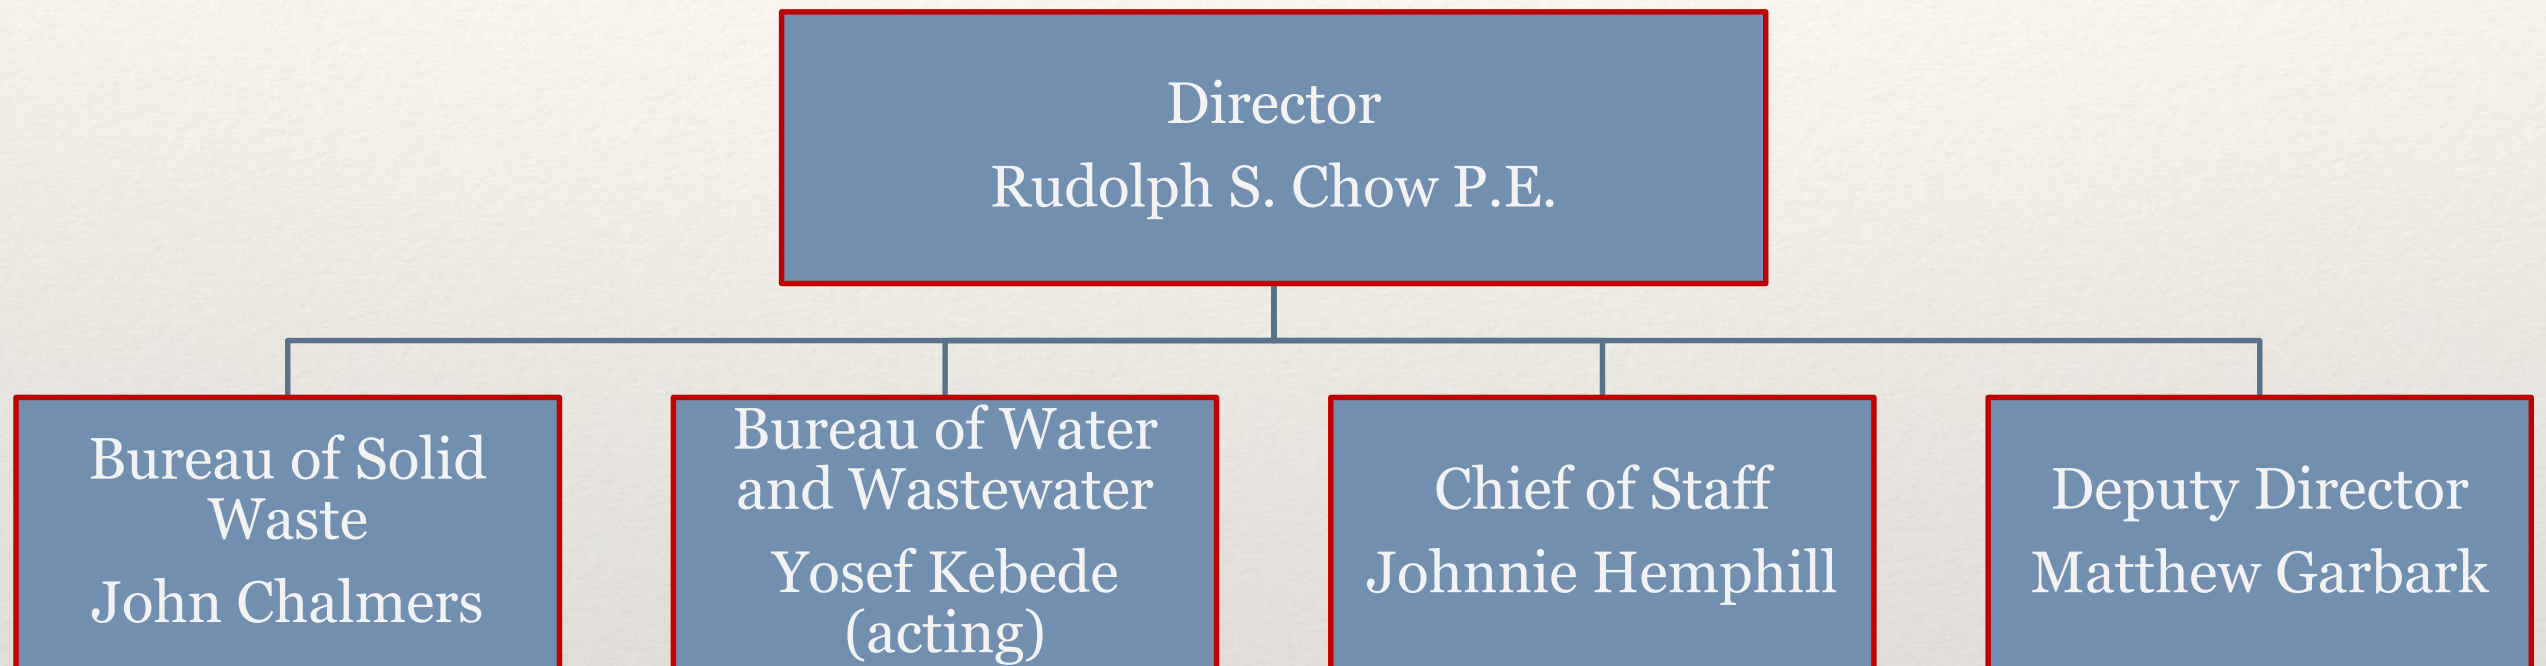 Director
Rudolph S. Chow P.E.
Bureau of Solid
Waste
John Chalmers
Bureau of Water
and Wastewater
Yosef Kebede
(acting)
Chief of Staff
Johnnie Hemphill
Deputy Director
Matthew Garbark